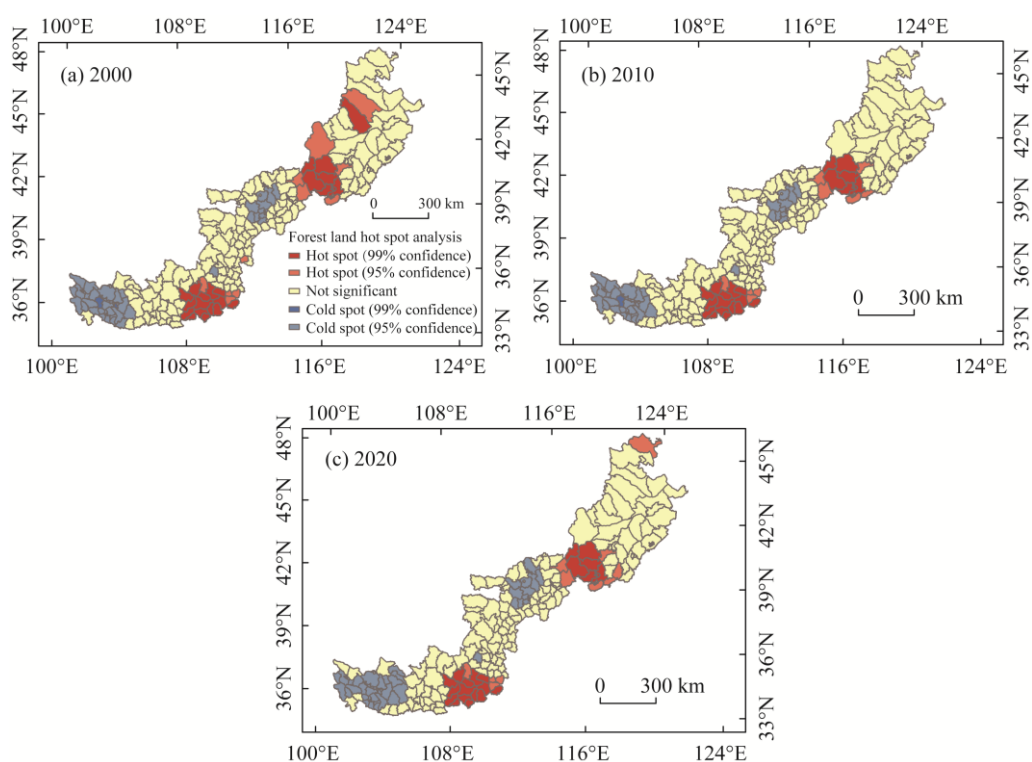 100°E 108°E 116°E 124°E
(a) 2000
48°N 45°N 42°N 39°N 36°N
45°N 42°N 39°N 36°N 33°N
0 300 km
Forest land hot spot analysis
Hot spot (99% confidence)
Hot spot (95% confidence)
Not significant
Cold spot (99% confidence)
Cold spot (95% confidence)
100°E 108°E 116°E 124°E
100°E 108°E 116°E 124°E
(b) 2010
48°N 45°N 42°N 39°N 36°N
45°N 42°N 39°N 36°N 33°N
0 300 km
100°E 108°E 116°E 124°E
100°E 108°E 116°E 124°E
(c) 2020
48°N 45°N 42°N 39°N 36°N
45°N 42°N 39°N 36°N 33°N
0 300 km
100°E 108°E 116°E 124°E